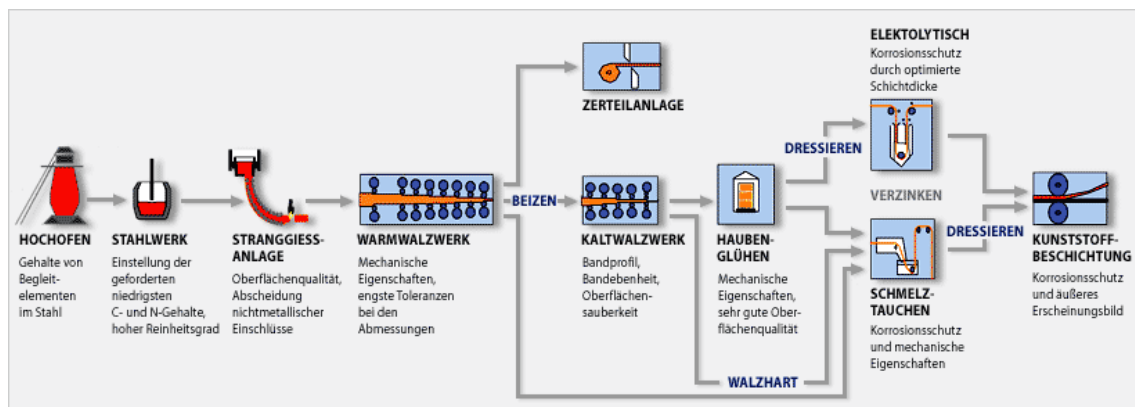 ELEKTOLYTISCH
Korrosionsschutz
durch optimierte
Schichtdicke
ZERTEILANLAGE
DRESSIEREN
BEIZEN
VERZINKEN
DRESSIEREN
HOCHOFEN
Gehalte von
Begleit-
elementen
im Stahl
STAHLWERK
Einstellung der
geforderten
niedrigsten
C- und N-Gehalte,
hoher Reinheitsgrad
STRANGGIESS-
ANLAGE
Oberflächenqualität,
Abscheidung
nichtmetallischer
Einschlüsse
WARMWALZWERK
Mechanische
Eigenschaften,
engste Toleranzen
bei den
Abmessungen
KALTWALZWERK
Bandprofil,
Bandebenheit,
Oberflächen-
sauberkeit
HAUBEN-
GLÜHEN
Mechanische
Eigenschaften,
sehr gute Ober-
flächenqualität
SCHMELZ-
TAUCHEN
Korrosionsschutz
und mechanische
Eigenschaften
KUNSTSTOFF-
BESCHICHTUNG
Korrosionsschutz
und äußeres
Erscheinungsbild
WALZHART